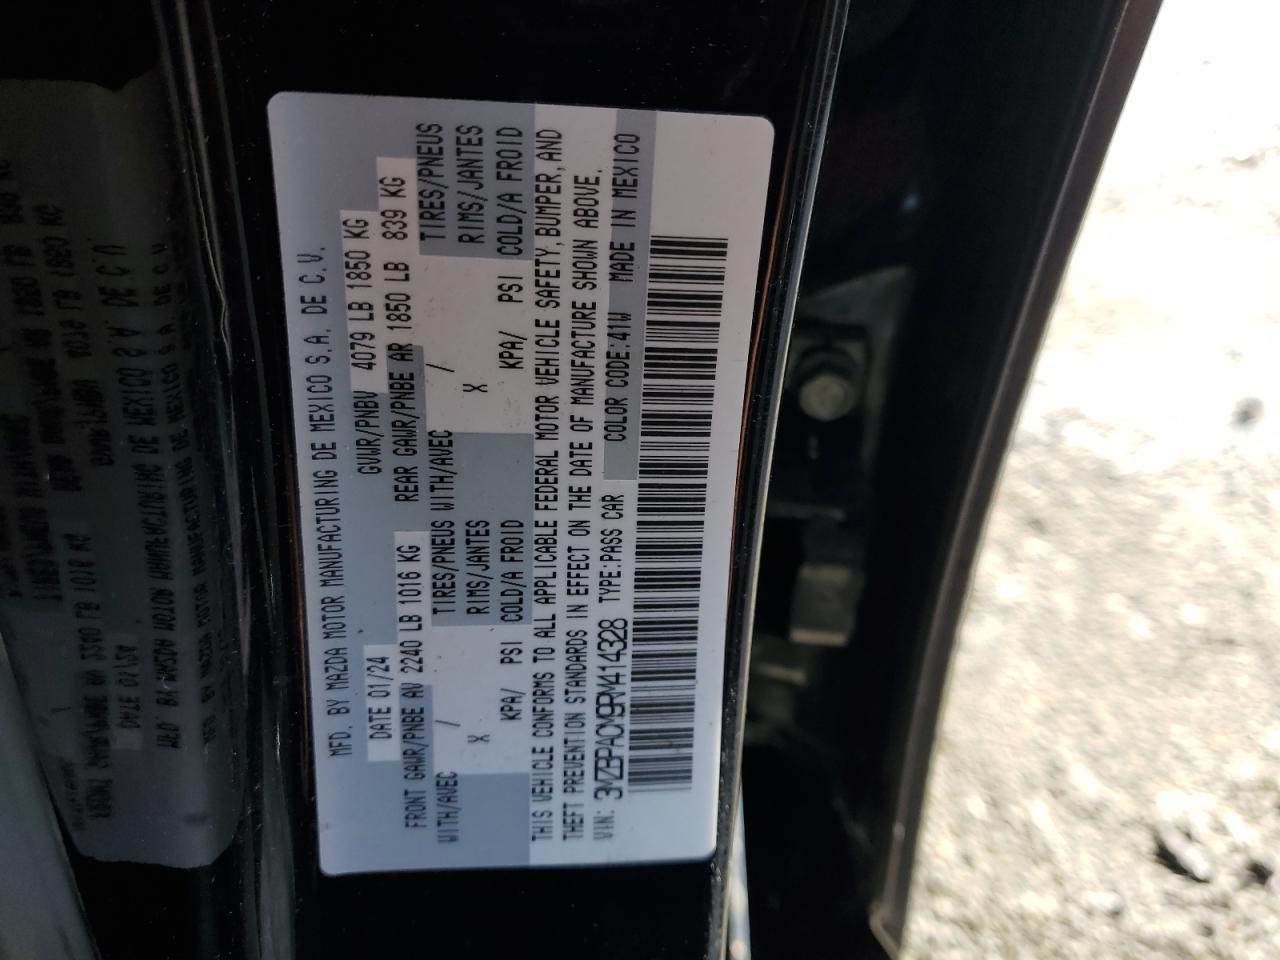 MFD. BY MAZDA MOTOR MANUFACTURING DE MEXICO S.A. DE C.V.
DATE 01/24 GVWR/PNBV 4079 LB 1850 KG
FRONT GAWR/PNBE AV 2240 LB 1016 KG REAR GAWR/PNBE AR 1850 LB 839 KG
WITH/AVEC / TIRES/PNEUS WITH/AVEC / TIRES/PNEUS
X RIMS/JANTES X RIMS/JANTES
KPA/ PSI COLD/A FROID KPA/ PSI COLD/A FROID
THIS VEHICLE CONFORMS TO ALL APPLICABLE FEDERAL MOTOR VEHICLE SAFETY, BUMPER, AND
THEFT PREVENTION STANDARDS IN EFFECT ON THE DATE OF MANUFACTURE SHOWN ABOVE.
VIN: 3MZBPACM9RM414328 TYPE:PASS CAR COLOR CODE:41W MADE IN MEXICO